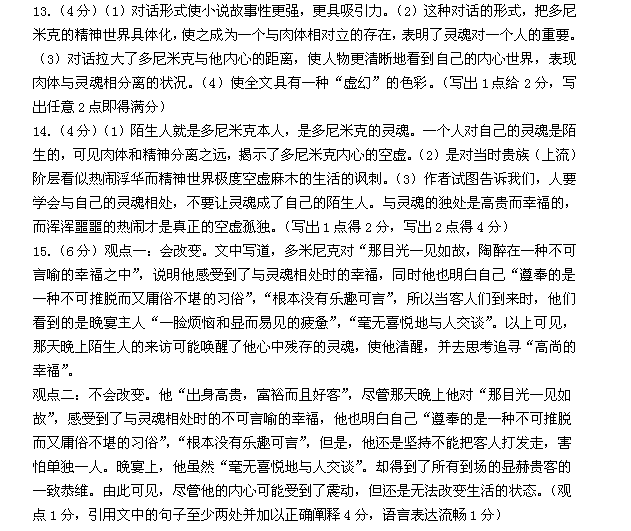 13.（4分）（1）对话形式使小说故事性更强，更具吸引力。（2）这种对话的形式，把多尼
米克的精神世界具体化，使之成为一个与肉体相对立的存在，表明了灵魂对一个人的重要。
（3）对话拉大了多尼米克与他内心的距离，使人物更清晰地看到自己的内心世界，表现
肉体与灵魂相分离的状况。（4）使全文具有一种“虚幻”的色彩。（写出1点给2分，写
出任意2点即得满分）
14.（4分）（1）陌生人就是多尼米克本人，是多尼米克的灵魂。一个人对自己的灵魂是陌
生的，可见肉体和精神分离之远，揭示了多尼米克内心的空虚。（2）是对当时贵族（上流）
阶层看似热闹浮华而精神世界极度空虚麻木的生活的讽刺。（3）作者试图告诉我们，人要
学会与自己的灵魂相处，不要让灵魂成了自己的陌生人。与灵魂的独处是高贵而幸福的，
而浑浑噩噩的热闹才是真正的空虚孤独。（写出1点得2分，写出2点得4分）
15.（6分）观点一：会改变。文中写道，多米尼克对“那目光一见如故，陶醉在一种不可
言喻的幸福之中”，说明他感受到了与灵魂相处时的幸福，同时他也明白自己“遵奉的是
一种不可推脱而又庸俗不堪的习俗”，“根本没有乐趣可言”，所以当客人们到来时，他们
看到的是晚宴主人“一脸烦恼和显而易见的疲惫”，“毫无喜悦地与人交谈”。以上可见，
那天晚上陌生人的来访可能唤醒了他心中残存的灵魂，使他清醒，并去思考追寻“高尚的
幸福”。
观点二：不会改变。他“出身高贵，富裕而且好客”，尽管那天晚上他对“那目光一见如
故”，感受到了与灵魂相处时的不可言喻的幸福，他也明白自己“遵奉的是一种不可推脱
而又庸俗不堪的习俗”，“根本没有乐趣可言”，但是，他还是坚持不能把客人打发走，害
怕单独一人。晚宴上，他虽然“毫无喜悦地与人交谈”。却得到了所有到场的显赫贵客的
一致恭维。由此可见，尽管他的内心可能受到了震动，但还是无法改变生活的状态。（观
点1分，引用文中的句子至少两处并加以正确阐释4分，语言表达流畅1分）